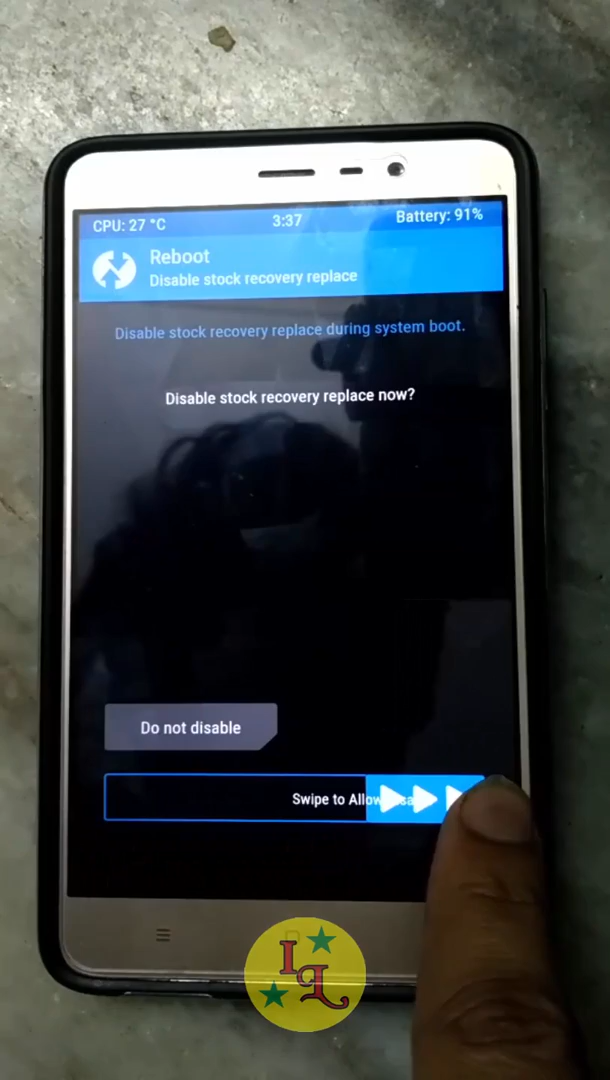 CPU: 27 °C 3:37 Battery: 91%
Reboot
Disable stock recovery replace
Disable stock recovery replace during system boot.
Disable stock recovery replace now?
Do not disable
Swipe to Allow
IL